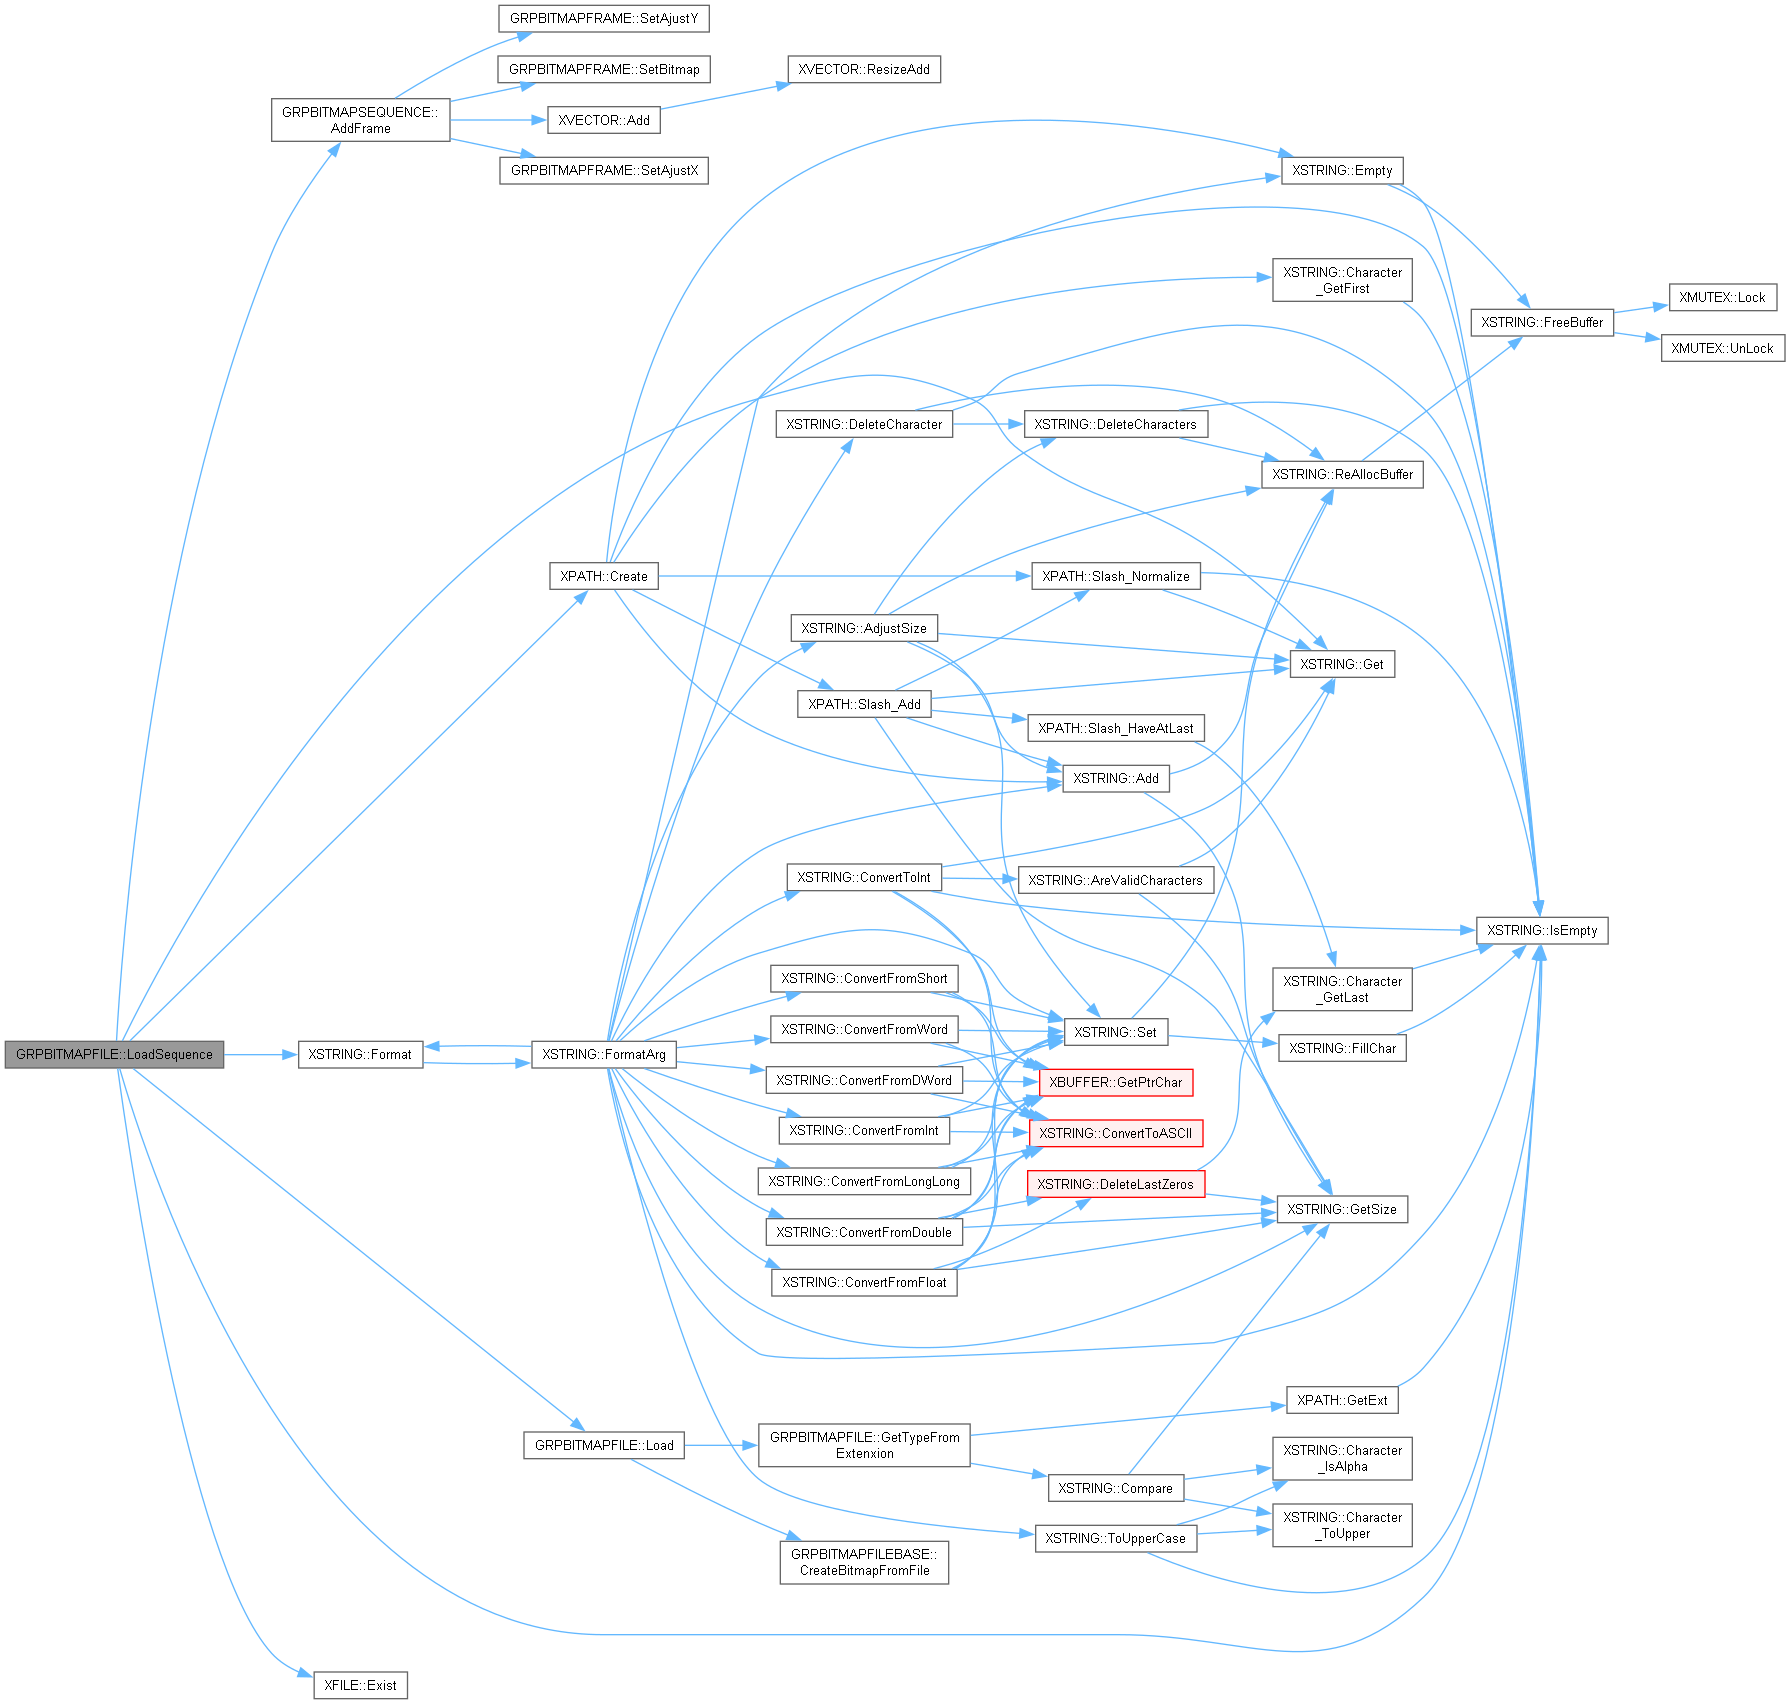 GRPBITMAPFRAME::SetAjustY
GRPBITMAPFRAME::SetBitmap
XVECTOR::ResizeAdd
GRPBITMAPSEQUENCE::
AddFrame
XVECTOR::Add
GRPBITMAPFRAME::SetAjustX
XSTRING::Empty
XSTRING::Character
_GetFirst
XMUTEX::Lock
XSTRING::FreeBuffer
XMUTEX::UnLock
XSTRING::DeleteCharacter
XSTRING::DeleteCharacters
XSTRING::ReAllocBuffer
XPATH::Create
XPATH::Slash_Normalize
XSTRING::AdjustSize
XSTRING::Get
XPATH::Slash_Add
XPATH::Slash_HaveAtLast
XSTRING::Add
XSTRING::ConvertToInt
XSTRING::AreValidCharacters
XSTRING::IsEmpty
XSTRING::ConvertFromShort
XSTRING::Character
_GetLast
XSTRING::ConvertFromWord
XSTRING::Set
XSTRING::FillChar
GRPBITMAPFILE::LoadSequence
XSTRING::Format
XSTRING::FormatArg
XSTRING::ConvertFromDWord
XBUFFER::GetPtrChar
XSTRING::ConvertFromInt
XSTRING::ConvertToASCII
XSTRING::ConvertFromLongLong
XSTRING::DeleteLastZeros
XSTRING::GetSize
XSTRING::ConvertFromDouble
XSTRING::ConvertFromFloat
XPATH::GetExt
GRPBITMAPFILE::Load
GRPBITMAPFILE::GetTypeFrom
Extenxion
XSTRING::Character
_IsAlpha
XSTRING::Compare
XSTRING::Character
_ToUpper
XSTRING::ToUpperCase
GRPBITMAPFILEBASE::
CreateBitmapFromFile
XFILE::Exist